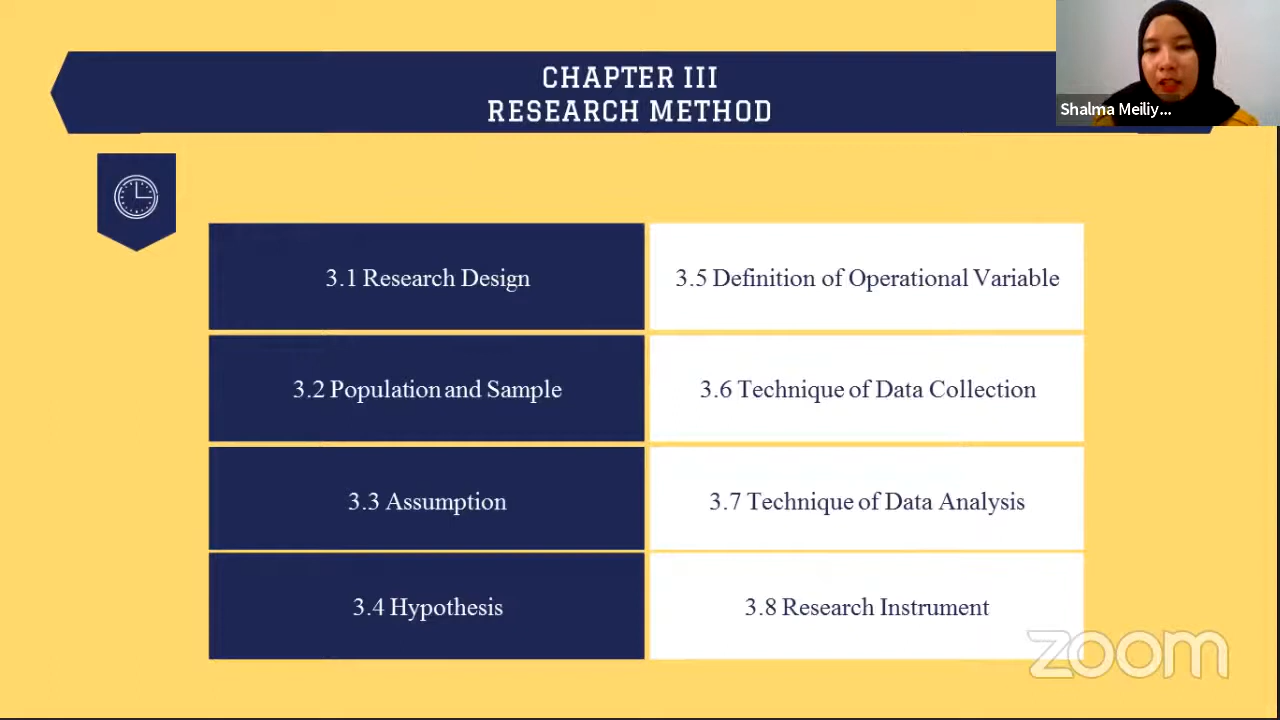 CHAPTER III
RESEARCH METHOD
Shalma Meiliy...
3.1 Research Design
3.5 Definition of Operational Variable
3.2 Population and Sample
3.6 Technique of Data Collection
3.3 Assumption
3.7 Technique of Data Analysis
3.4 Hypothesis
3.8 Research Instrument
zoom